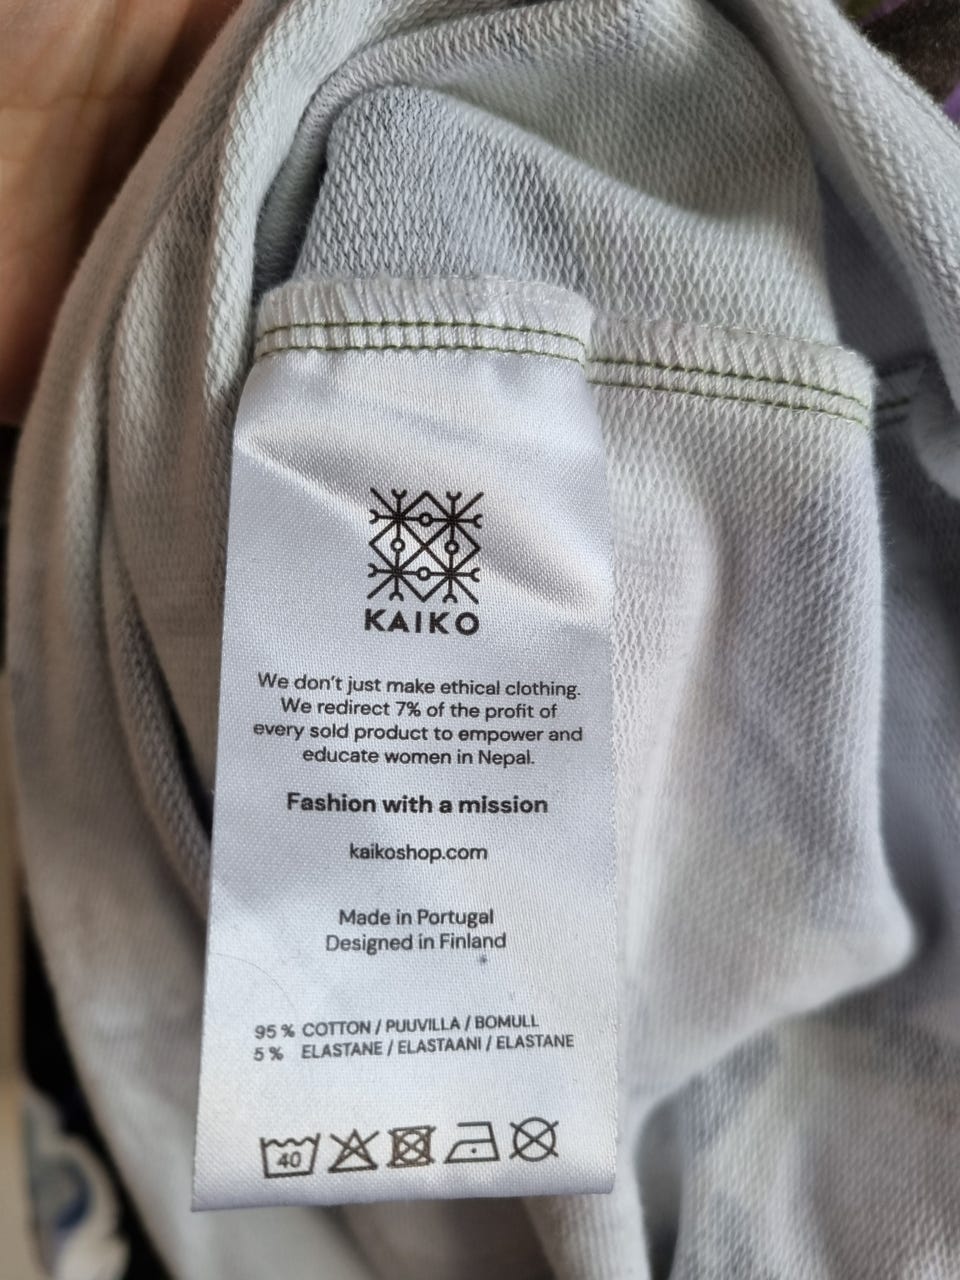 KAIKO
We don't just make ethical clothing.
We redirect 7% of the profit of
every sold product to empower and
educate women in Nepal.
Fashion with a mission
kaikoshop.com
Made in Portugal
Designed in Finland
95 % COTTON / PUUVILLA / BOMULL
5 % ELASTANE / ELASTAANI / ELASTANE
40